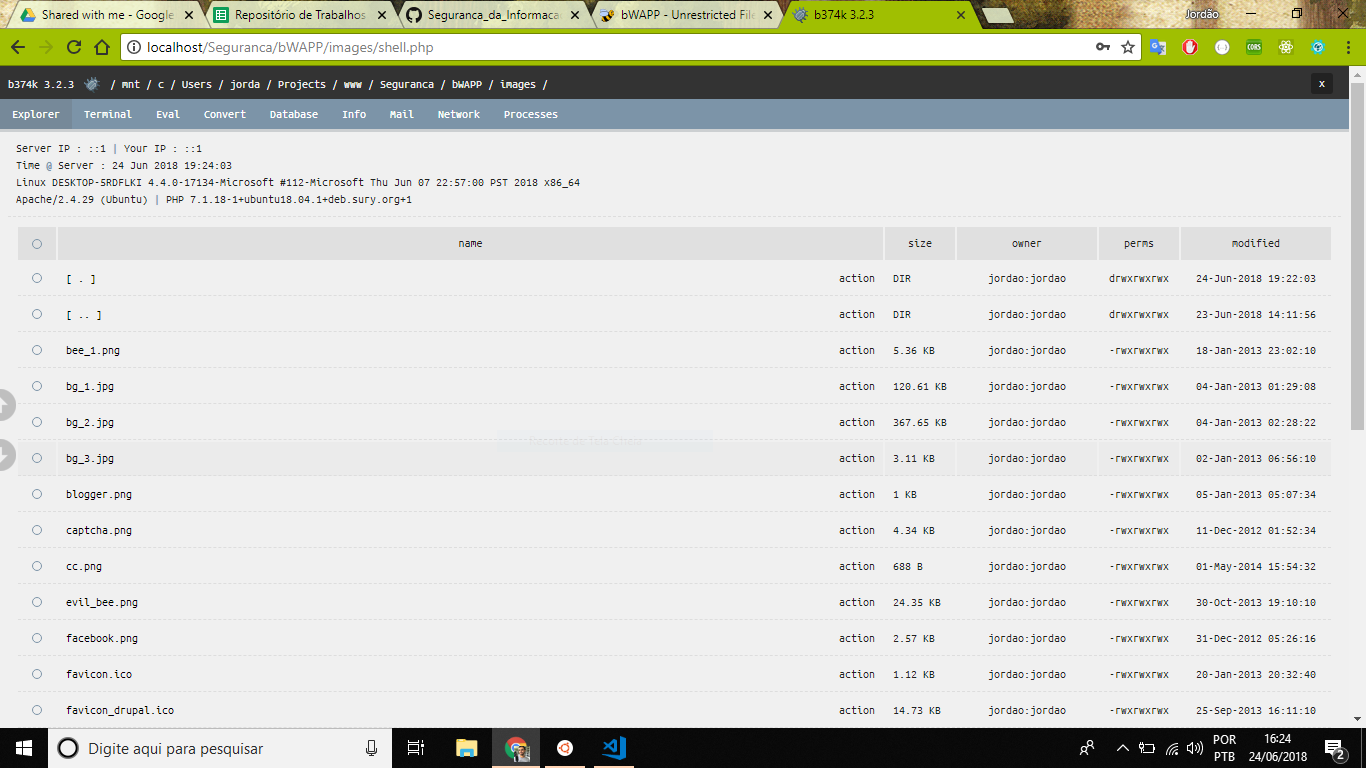 Shared with me - Google
Repositório de Trabalhos
Seguranca_da_Informaca
bWAPP - Unrestricted File
b374k 3.2.3
Jordão
localhost/Seguranca/bWAPP/images/shell.php
CORS
b374k 3.2.3 / mnt / c / Users / jorda / Projects / www / Seguranca / bWAPP / images / x
Explorer Terminal Eval Convert Database Info Mail Network Processes
Server IP : ::1 | Your IP : ::1
Time @ Server : 24 Jun 2018 19:24:03
Linux DESKTOP-5RDFLKI 4.4.0-17134-Microsoft #112-Microsoft Thu Jun 07 22:57:00 PST 2018 x86_64
Apache/2.4.29 (Ubuntu) | PHP 7.1.18-1+ubuntu18.04.1+deb.sury.org+1
name size owner perms modified
[ . ] action DIR jordao:jordao drwxrwxrwx 24-Jun-2018 19:22:03
[ .. ] action DIR jordao:jordao drwxrwxrwx 23-Jun-2018 14:11:56
bee_1.png action 5.36 KB jordao:jordao -rwxrwxrwx 18-Jan-2013 23:02:10
bg_1.jpg action 120.61 KB jordao:jordao -rwxrwxrwx 04-Jan-2013 01:29:08
bg_2.jpg action 367.65 KB jordao:jordao -rwxrwxrwx 04-Jan-2013 02:28:22
bg_3.jpg action 3.11 KB jordao:jordao -rwxrwxrwx 02-Jan-2013 06:56:10
blogger.png action 1 KB jordao:jordao -rwxrwxrwx 05-Jan-2013 05:07:34
captcha.png action 4.34 KB jordao:jordao -rwxrwxrwx 11-Dec-2012 01:52:34
cc.png action 688 B jordao:jordao -rwxrwxrwx 01-May-2014 15:54:32
evil_bee.png action 24.35 KB jordao:jordao -rwxrwxrwx 30-Oct-2013 19:10:10
facebook.png action 2.57 KB jordao:jordao -rwxrwxrwx 31-Dec-2012 05:26:16
favicon.ico action 1.12 KB jordao:jordao -rwxrwxrwx 20-Jan-2013 20:32:40
favicon_drupal.ico action 14.73 KB jordao:jordao -rwxrwxrwx 25-Sep-2013 16:11:10
Digite aqui para pesquisar
POR
PTB
16:24
24/06/2018
2